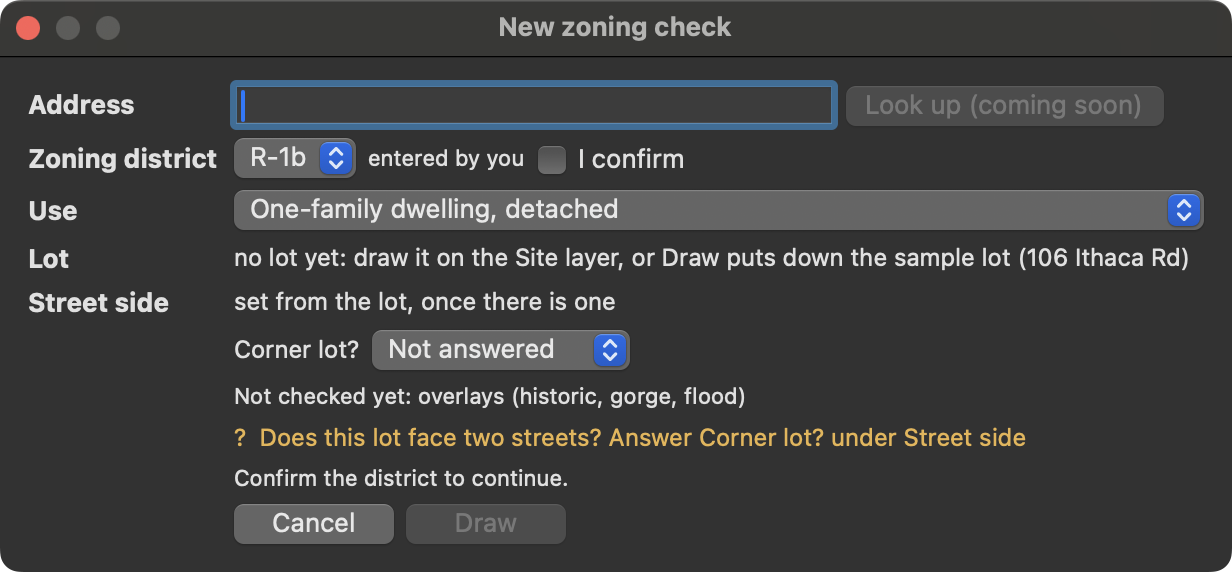 New zoning check
Address Look up (coming soon)
Zoning district R-1b entered by you I confirm
Use One-family dwelling, detached
Lot no lot yet: draw it on the Site layer, or Draw puts down the sample lot (106 Ithaca Rd)
Street side set from the lot, once there is one
Corner lot? Not answered
Not checked yet: overlays (historic, gorge, flood)
? Does this lot face two streets? Answer Corner lot? under Street side
Confirm the district to continue.
Cancel Draw